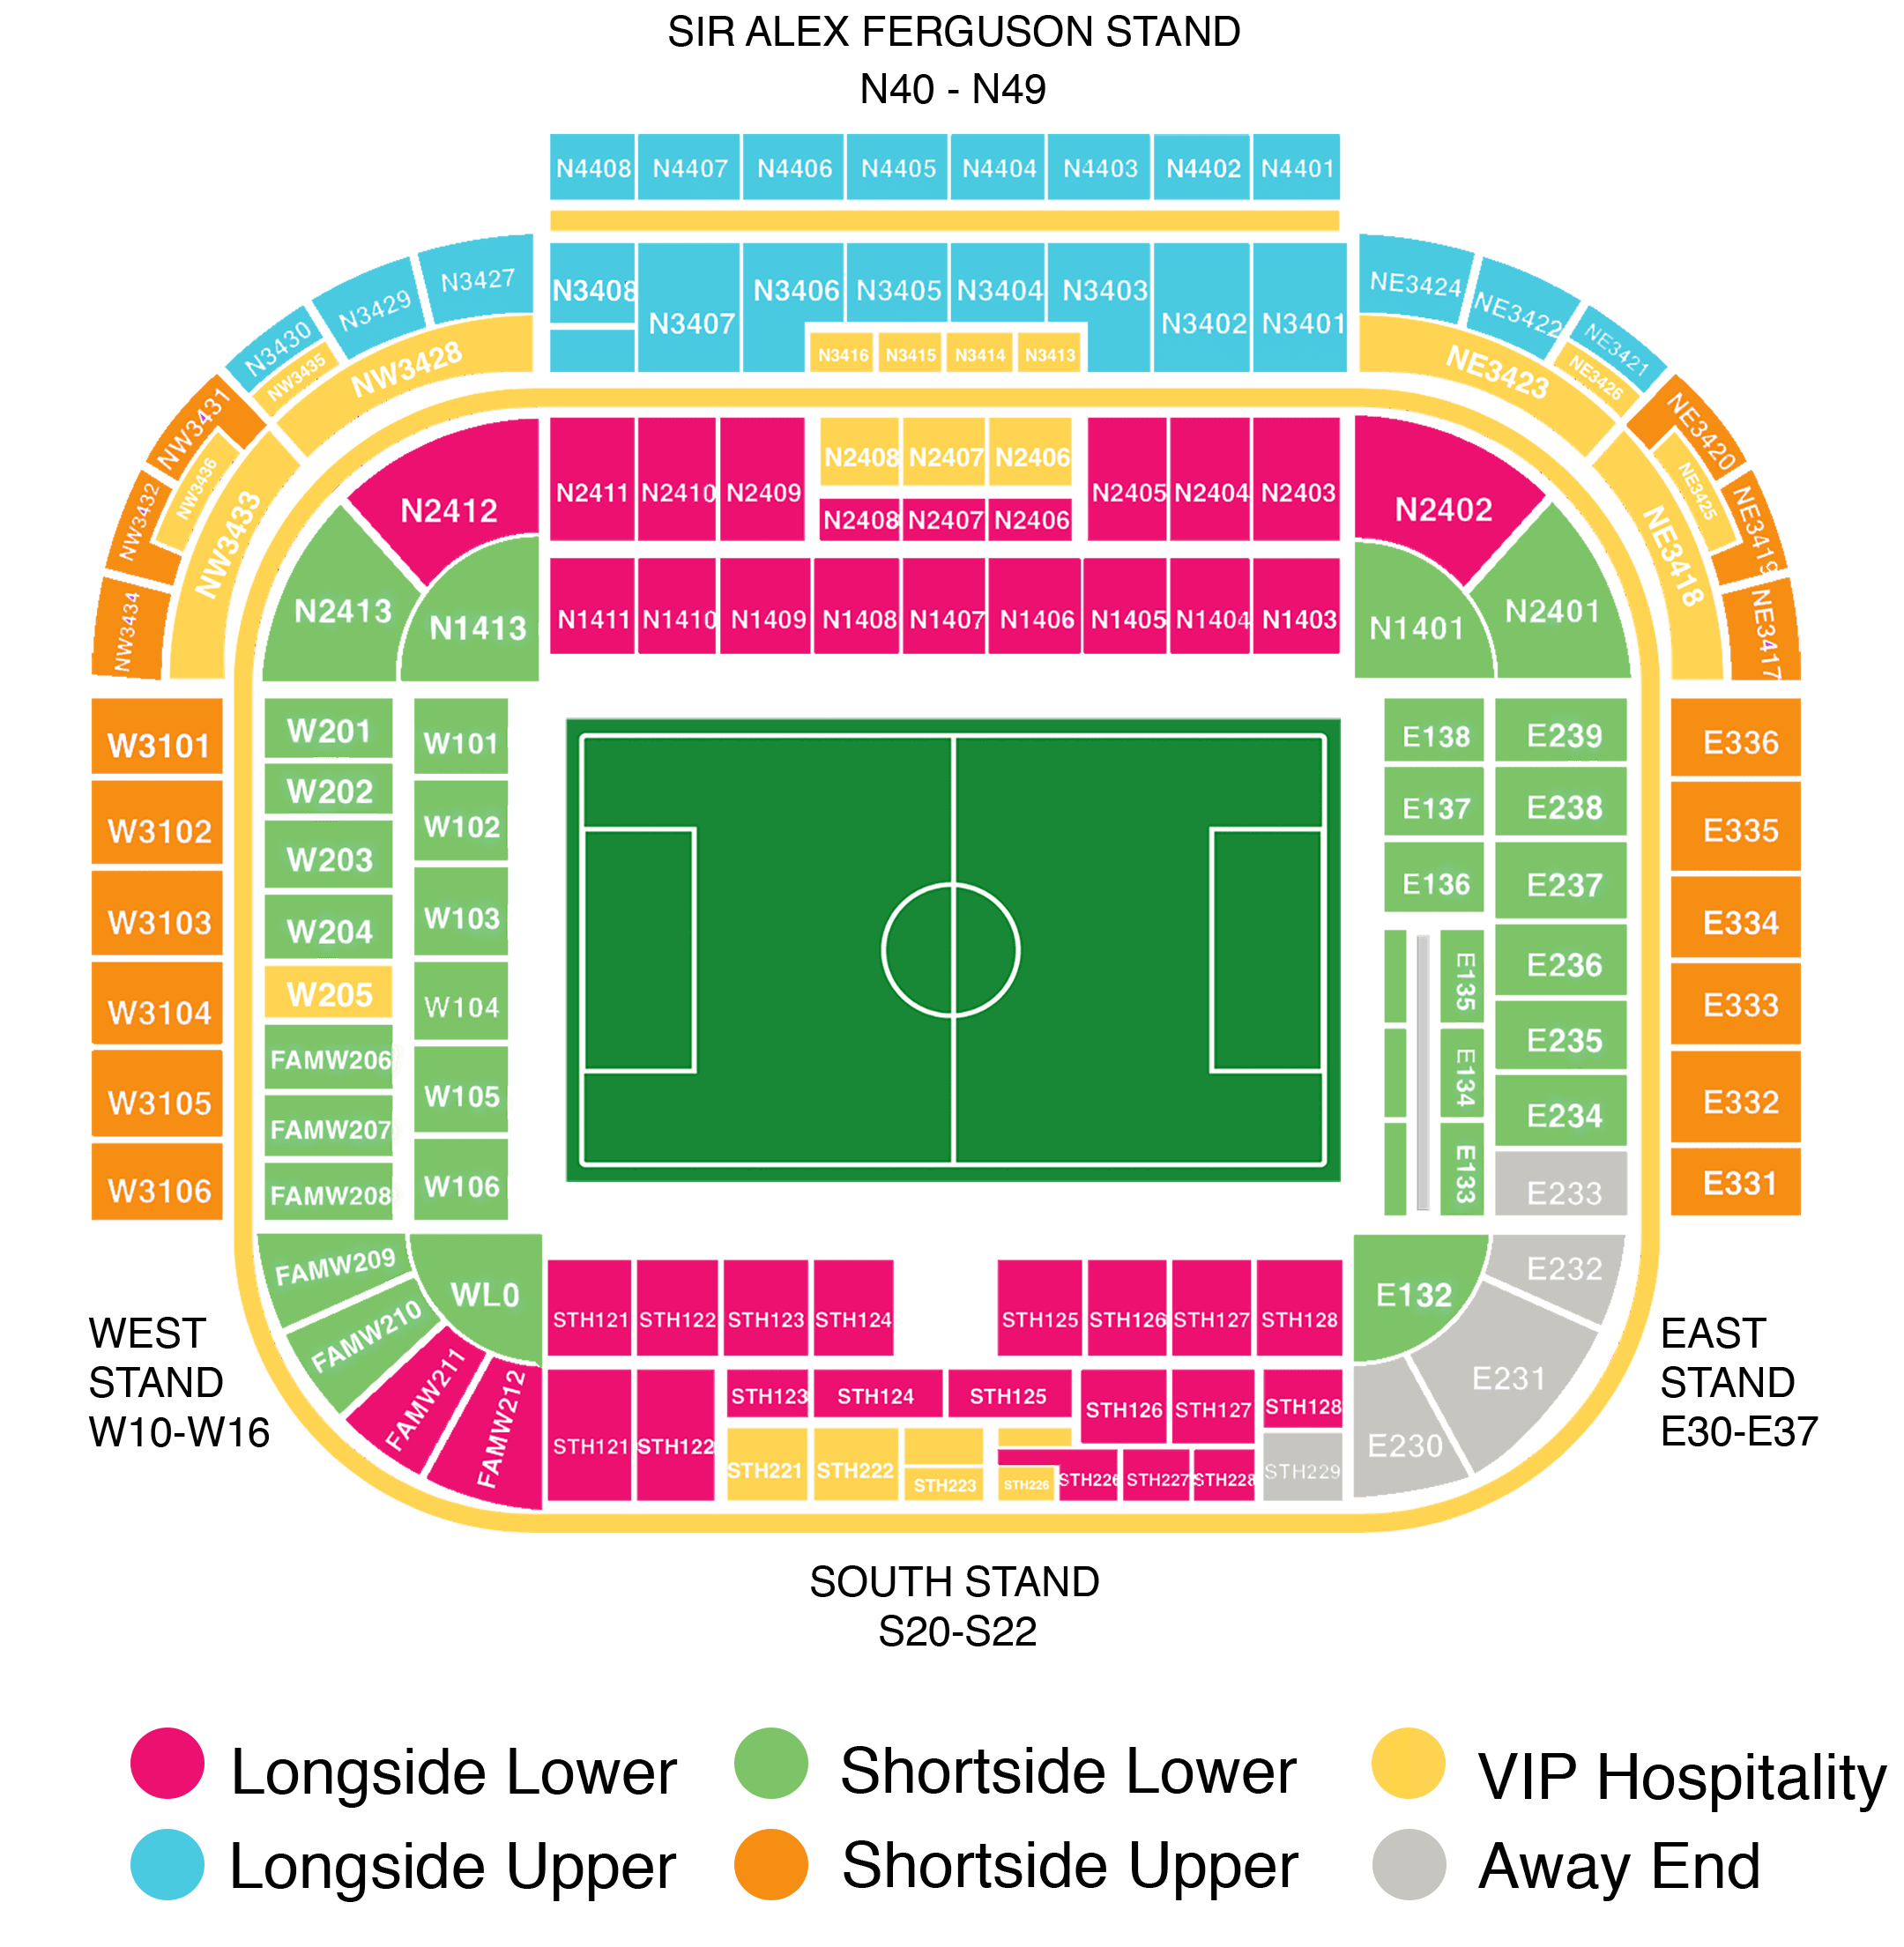 SIR ALEX FERGUSON STAND
N40 - N49
N4408 N4407 N4406 N4405 N4404 N4403 N4402 N4401
N3427 N3429 N3430
N3408 N3407 N3406 N3405 N3404 N3403 N3402 N3401
NE3424 NE3422 NE3421
N3416 N3415 N3414 N3413
NW3435 NW3428
NE3423 NE3426
NW3431 NW3436 NW3432 NW3433 NW3434
NE3420 NE3425 NE3419 NE3418 NE3417
N2412 N2411 N2410 N2409 N2408 N2407 N2406 N2405 N2404 N2403 N2402
N2408 N2407 N2406
N2413 N1413 N1411 N1410 N1409 N1408 N1407 N1406 N1405 N1404 N1403 N1401 N2401
W3101 W201 W101 E138 E239 E336
W3102 W202 W102 E137 E238 E335
W3103 W203 W103 E136 E237 E334
W204 E236
W3104 W205 W104 E135 E235 E333
W3105 FAMW206 W105 E134 E234 E332
FAMW207
W3106 FAMW208 W106 E133 E233 E331
FAMW209 WL0 E132 E232
FAMW210
STH121 STH122 STH123 STH124 STH125 STH126 STH127 STH128
FAMW211 FAMW212
E231 E230
STH123 STH124 STH125 STH126 STH127 STH128
STH121 STH122 STH221 STH222 STH223 STH226 STH226 STH227 STH228 STH229
WEST
STAND
W10-W16
EAST
STAND
E30-E37
SOUTH STAND
S20-S22
Longside Lower Shortside Lower VIP Hospitality
Longside Upper Shortside Upper Away End